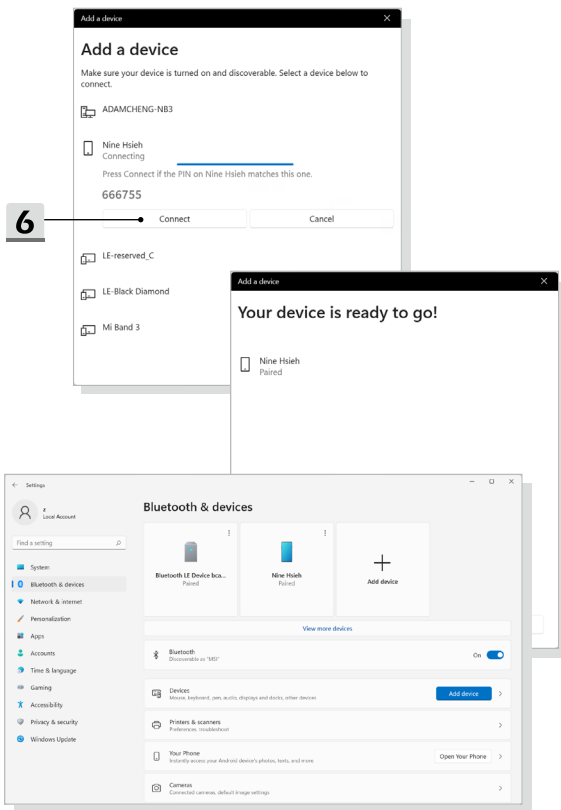 Add a device
Add a device
Make sure your device is turned on and discoverable. Select a device below to
connect.
ADAMCHENG-NB3
Nine Hsieh
Connecting
Press Connect if the PIN on Nine Hsieh matches this one.
666755
6
Connect
Cancel
LE-reserved_C
LE-Black Diamond
Mi Band 3
Add a device
Your device is ready to go!
Nine Hsieh
Paired
Settings
Local Account
Find a setting
System
Bluetooth & devices
Network & internet
Personalization
Apps
Accounts
Time & language
Gaming
Accessibility
Privacy & security
Windows Update
Bluetooth & devices
Bluetooth LE Device bca...
Paired
Nine Hsieh
Paired
Add device
View more devices
Bluetooth
Discoverable as "MSI"
On
Devices
Mouse, keyboard, pen, audio, displays and docks, other devices
Add device
Printers & scanners
Preferences, troubleshoot
Your Phone
Instantly access your Android device's photos, texts, and more
Open Your Phone
Cameras
Connected cameras, default image settings